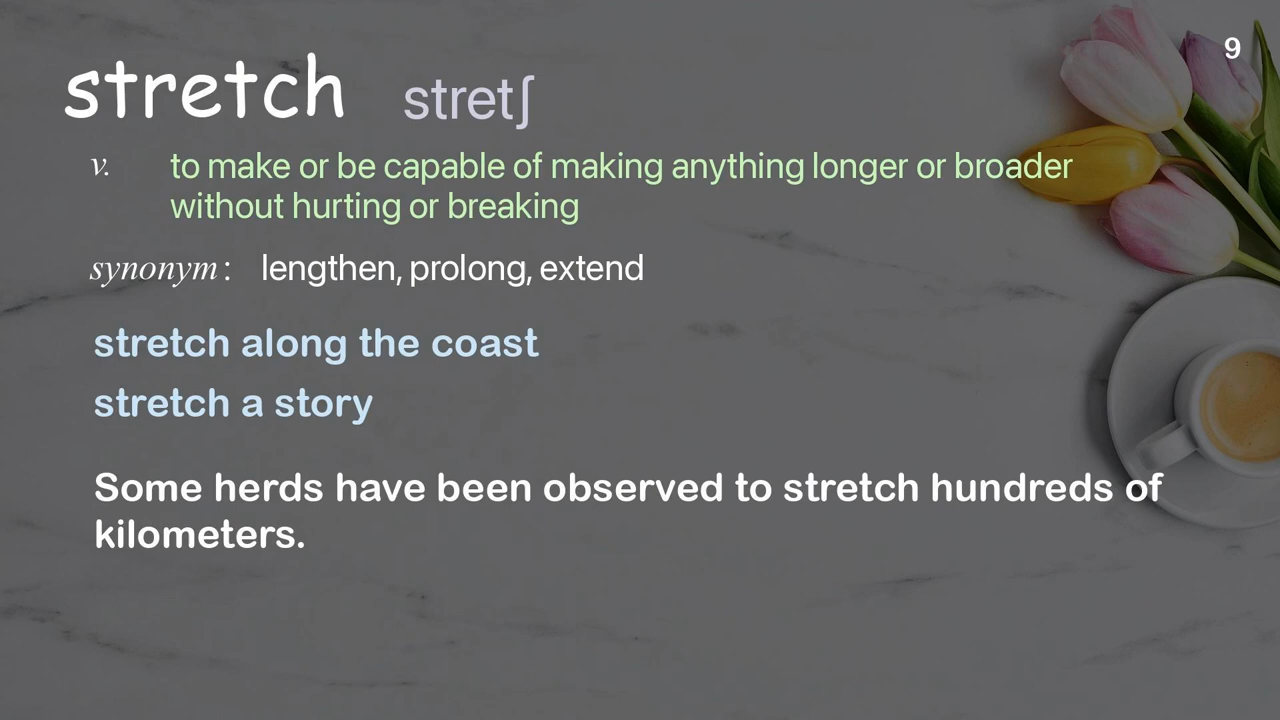 9
stretch stretʃ
v. to make or be capable of making anything longer or broader
without hurting or breaking
synonym: lengthen, prolong, extend
stretch along the coast
stretch a story
Some herds have been observed to stretch hundreds of
kilometers.